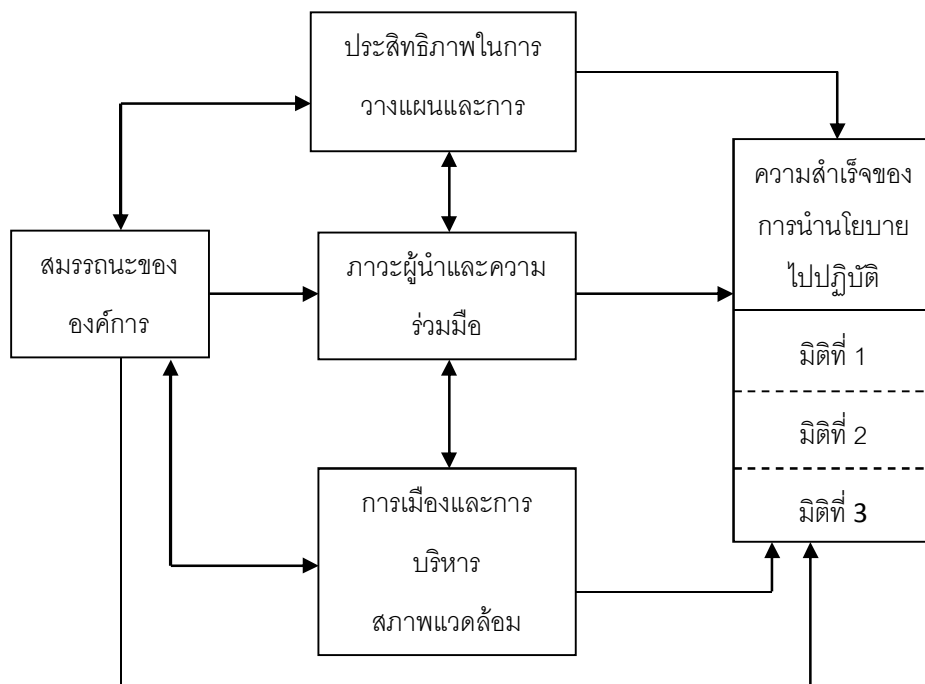 ประสิทธิภาพในการ
วางแผนและการ
ความสำเร็จของ
การนำนโยบาย
ไปปฏิบัติ
สมรรถนะของ
องค์การ
ภาวะผู้นำและความ
ร่วมมือ
มิติที่ 1
มิติที่ 2
มิติที่ 3
การเมืองและการ
บริหาร
สภาพแวดล้อม